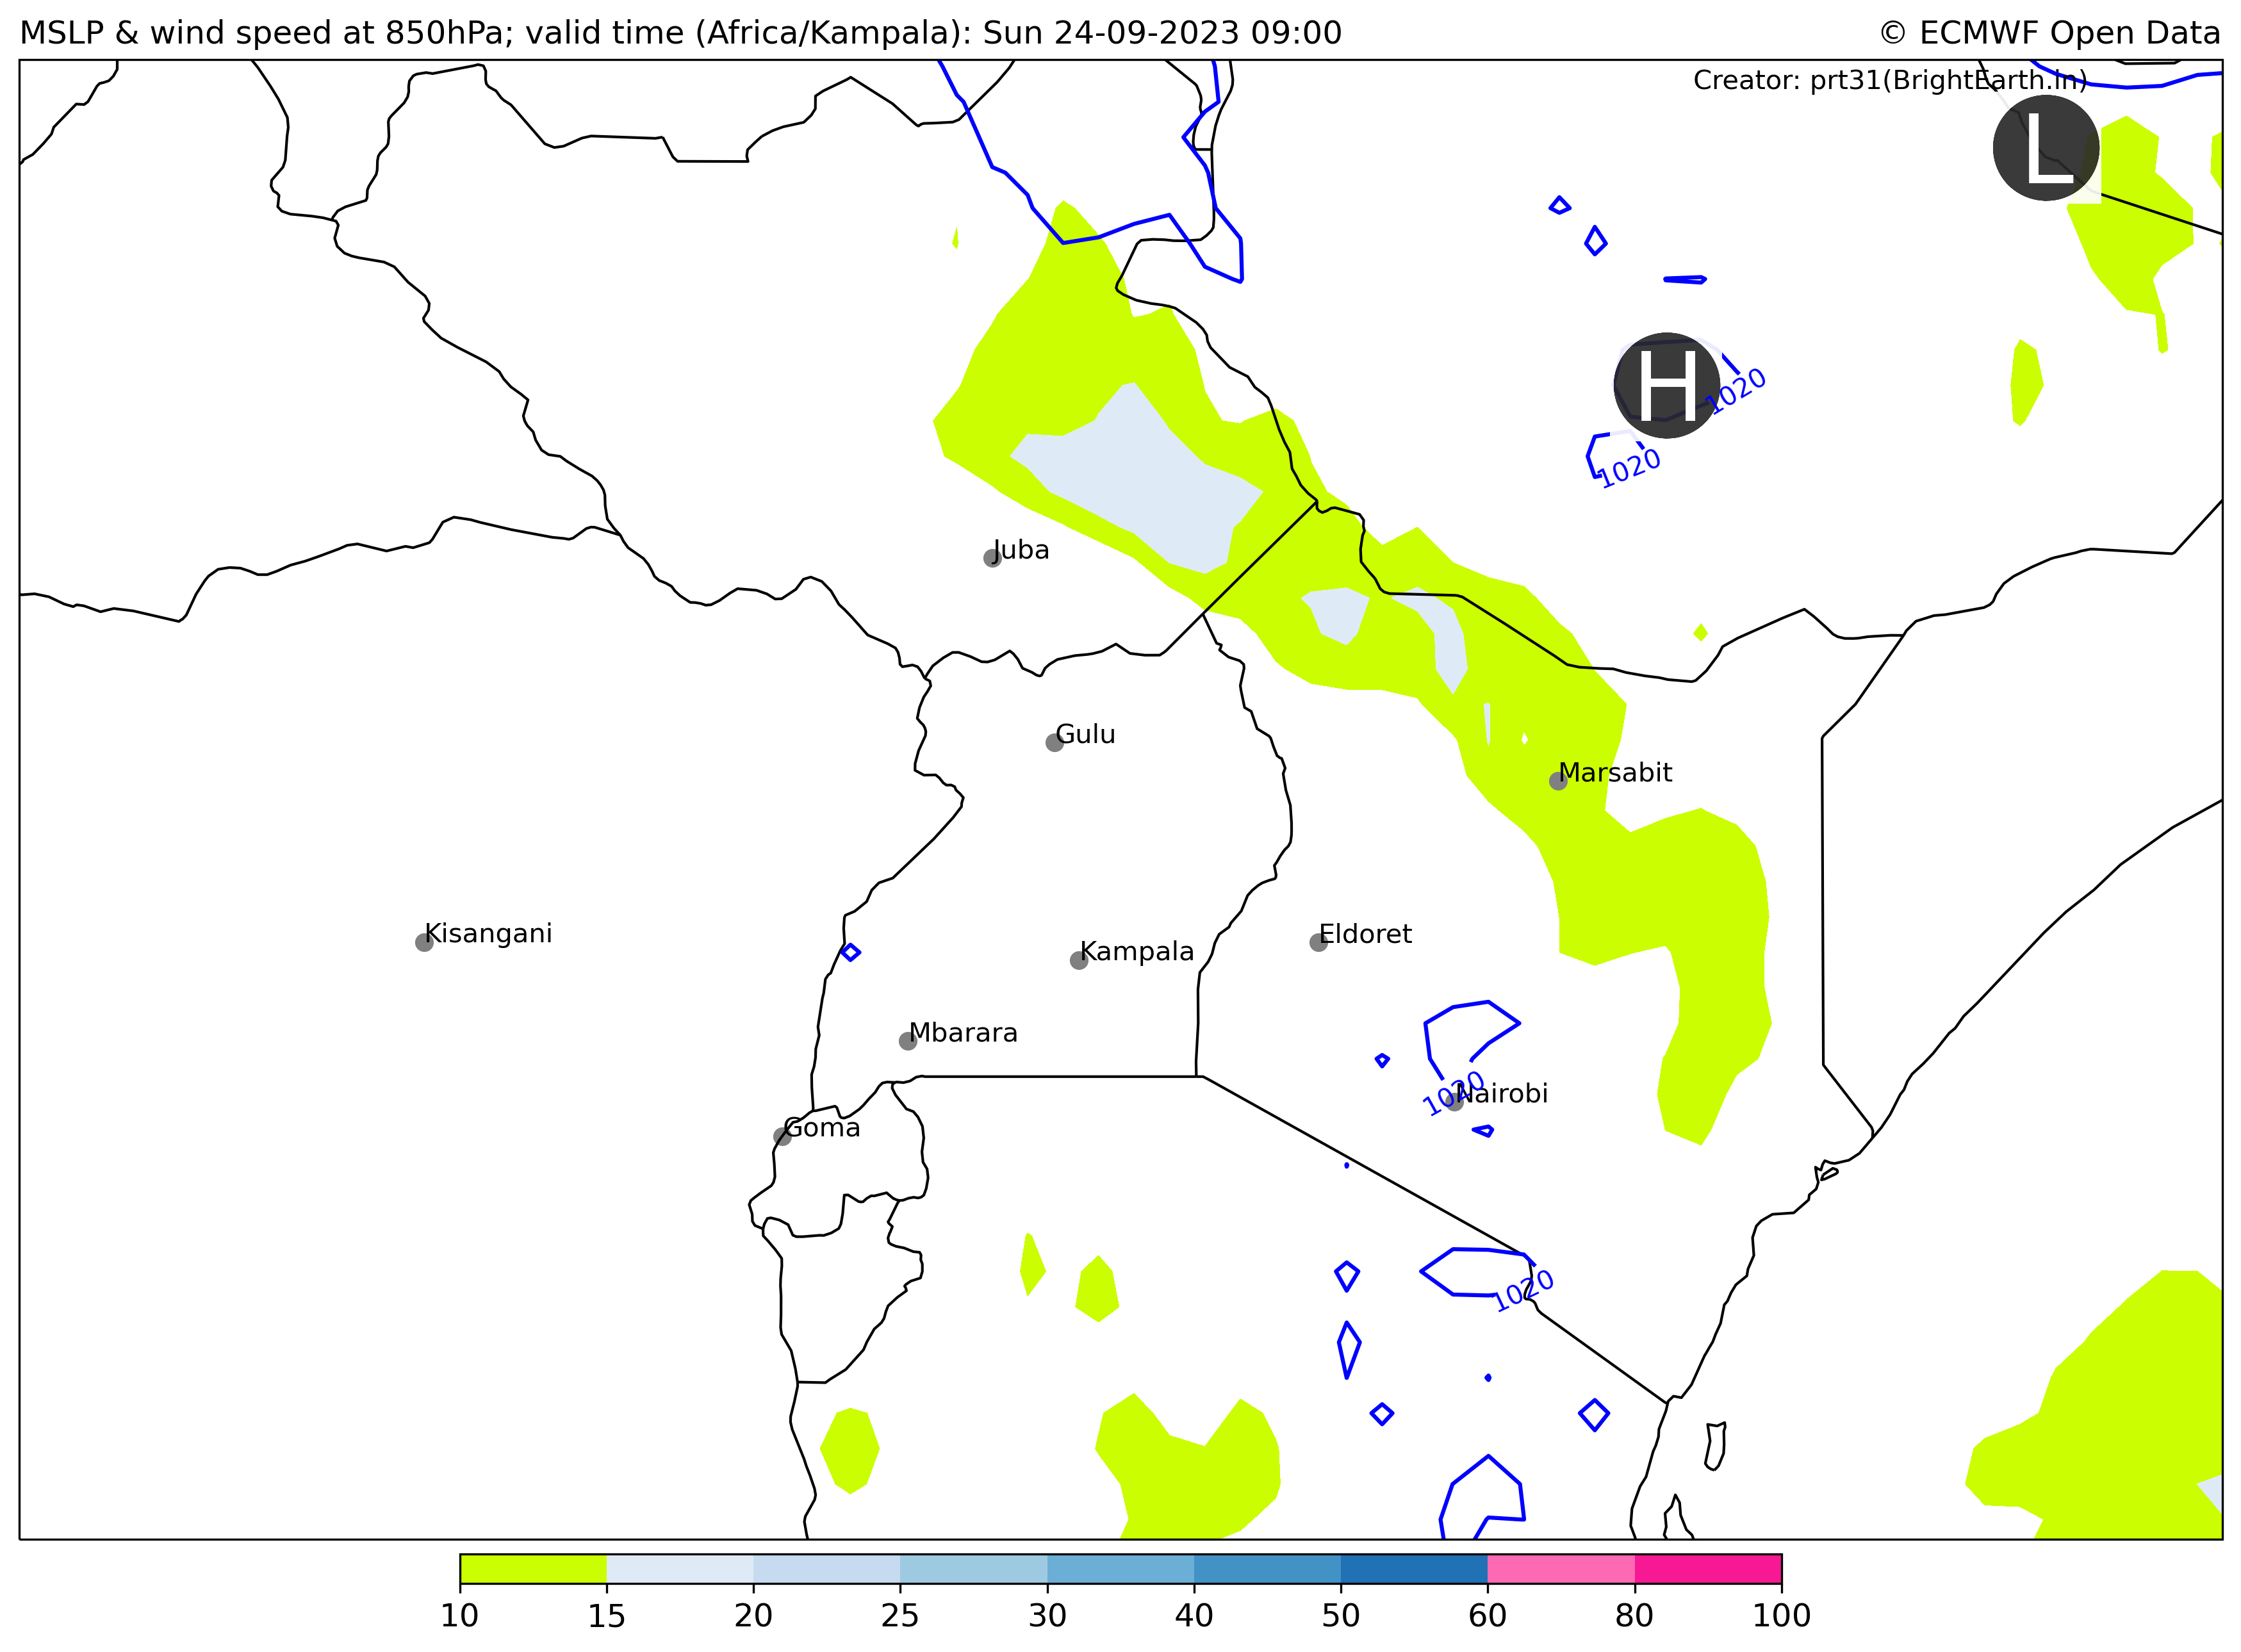 MSLP & wind speed at 850hPa; valid time (Africa/Kampala): Sun 24-09-2023 09:00
© ECMWF Open Data
Creator: prt31(BrightEarth.in)
L
H
1020
1020
Juba
Gulu
Marsabit
Kisangani
Eldoret
Kampala
Mbarara
1020
Nairobi
Goma
1020
10 15 20 25 30 40 50 60 80 100